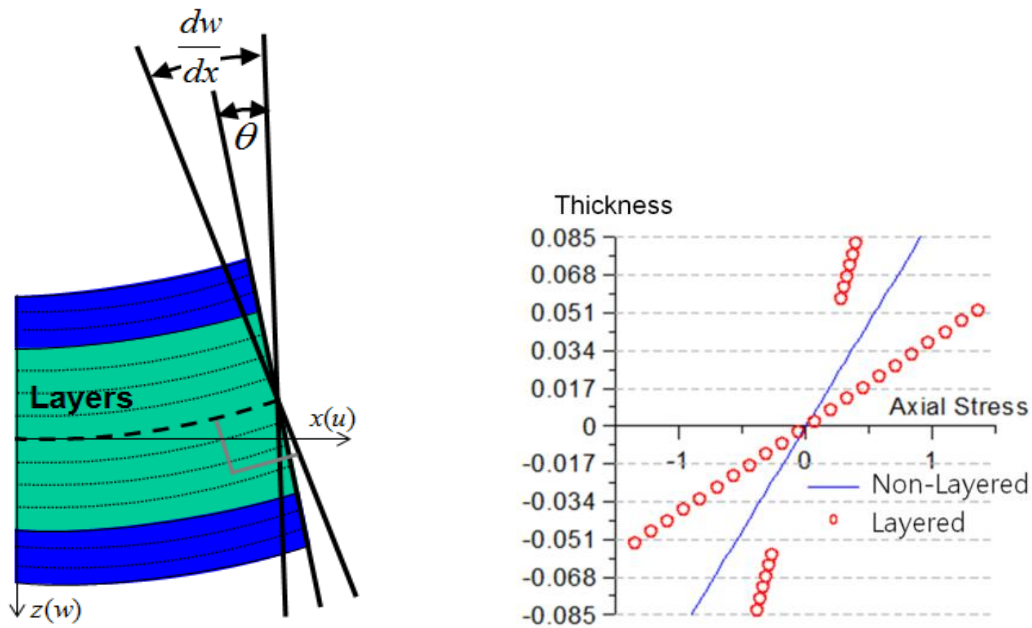 dw
dx
θ
Layers
x(u)
z(w)
Thickness
0.085
0.068
0.051
0.034
0.017
0
-0.017
-0.034
-0.051
-0.068
-0.085
Axial Stress
-1 0 1
Non-Layered
Layered